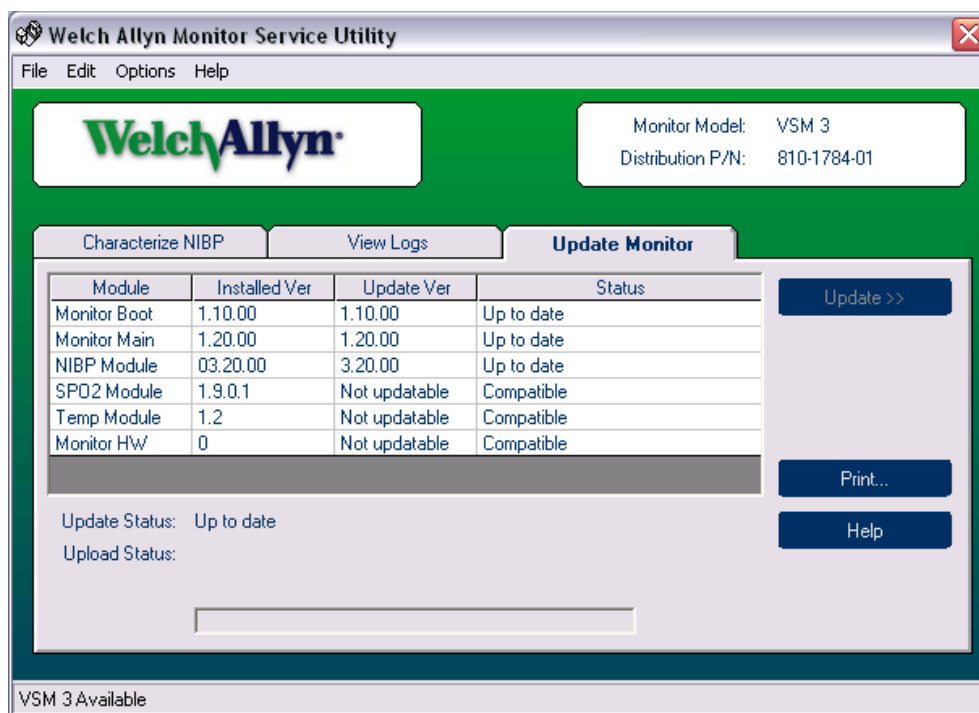 Welch Allyn Monitor Service Utility
File Edit Options Help
WelchAllyn
Monitor Model: VSM 3
Distribution P/N: 810-1784-01
Characterize NIBP View Logs Update Monitor
Module Installed Ver Update Ver Status
Monitor Boot 1.10.00 1.10.00 Up to date
Monitor Main 1.20.00 1.20.00 Up to date
NIBP Module 03.20.00 3.20.00 Up to date
SPO2 Module 1.9.0.1 Not updatable Compatible
Temp Module 1.2 Not updatable Compatible
Monitor HW 0 Not updatable Compatible
Update >>
Print...
Help
Update Status: Up to date
Upload Status:
VSM 3 Available